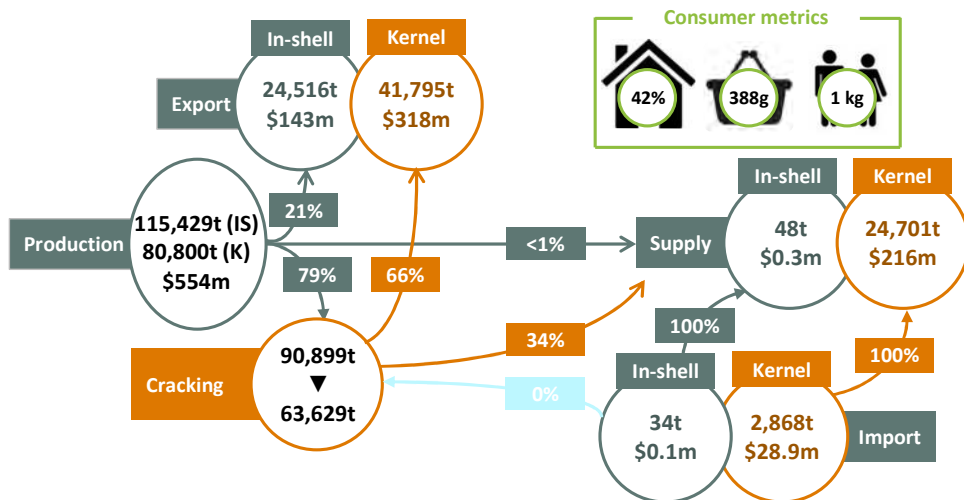 Consumer metrics
42%
388g
1 kg
In-shell
Kernel
Export
24,516t
$143m
41,795t
$318m
Production
115,429t (IS)
80,800t (K)
$554m
21%
79%
66%
<1%
Supply
In-shell
Kernel
48t
$0.3m
24,701t
$216m
Cracking
90,899t
▼
63,629t
34%
0%
100%
100%
In-shell
Kernel
34t
$0.1m
2,868t
$28.9m
Import